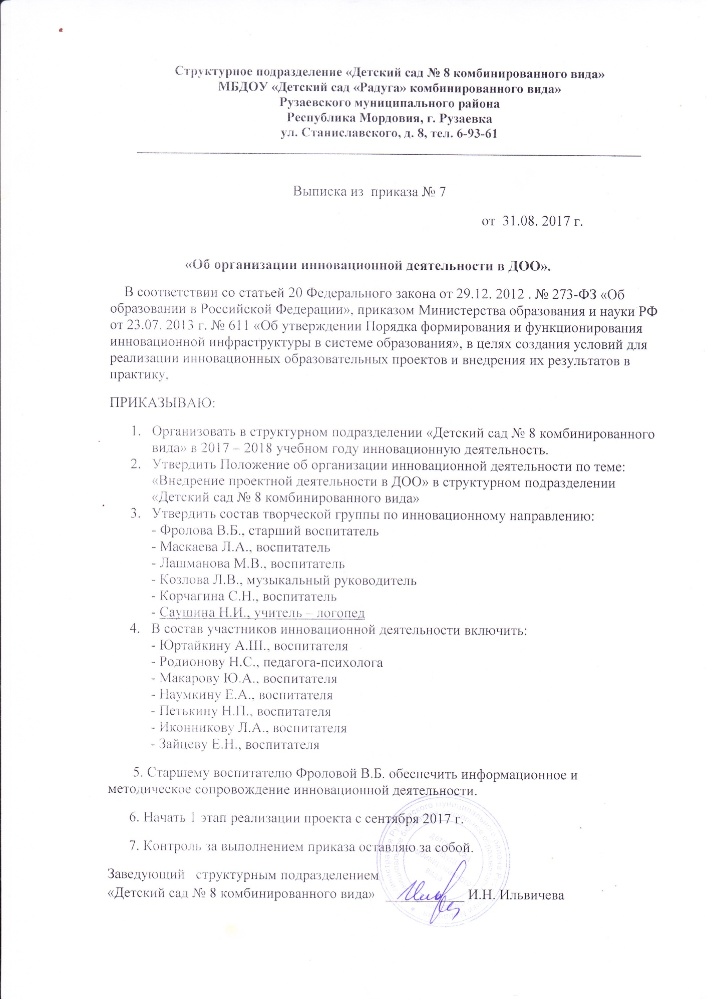 Структурное подразделение «Детский сад № 8 комбинированного вида»
МБДОУ «Детский сад «Радуга» комбинированного вида»
Рузаевского муниципального района
Республика Мордовия, г. Рузаевка
ул. Станиславского, д. 8, тел. 6-93-61
Выписка из приказа № 7
от 31.08. 2017 г.
«Об организации инновационной деятельности в ДОО».
В соответствии со статьей 20 Федерального закона от 29.12. 2012 . № 273-ФЗ «Об
образовании в Российской Федерации», приказом Министерства образования и науки РФ
от 23.07. 2013 г. № 611 «Об утверждении Порядка формирования и функционирования
инновационной инфраструктуры в системе образования», в целях создания условий для
реализации инновационных образовательных проектов и внедрения их результатов в
практику,
ПРИКАЗЫВАЮ:
1. Организовать в структурном подразделении «Детский сад № 8 комбинированного
вида» в 2017 – 2018 учебном году инновационную деятельность.
2. Утвердить Положение об организации инновационной деятельности по теме:
«Внедрение проектной деятельности в ДОО» в структурном подразделении
«Детский сад № 8 комбинированного вида»
3. Утвердить состав творческой группы по инновационному направлению:
- Фролова В.Б., старший воспитатель
- Маскаева Л.А., воспитатель
- Лашманова М.В., воспитатель
- Козлова Л.В., музыкальный руководитель
- Корчагина С.Н., воспитатель
- Саушина Н.И., учитель – логопед
4. В состав участников инновационной деятельности включить:
- Юртайкину А.Ш., воспитателя
- Родионову Н.С., педагога-психолога
- Макарову Ю.А., воспитателя
- Наумкину Е.А., воспитателя
- Петькину Н.П., воспитателя
- Иконникову Л.А., воспитателя
- Зайцеву Е.Н., воспитателя
5. Старшему воспитателю Фроловой В.Б. обеспечить информационное и
методическое сопровождение инновационной деятельности.
6. Начать 1 этап реализации проекта с сентября 2017 г.
7. Контроль за выполнением приказа оставляю за собой.
Заведующий структурным подразделением
«Детский сад № 8 комбинированного вида» ___________ И.Н. Ильвичева